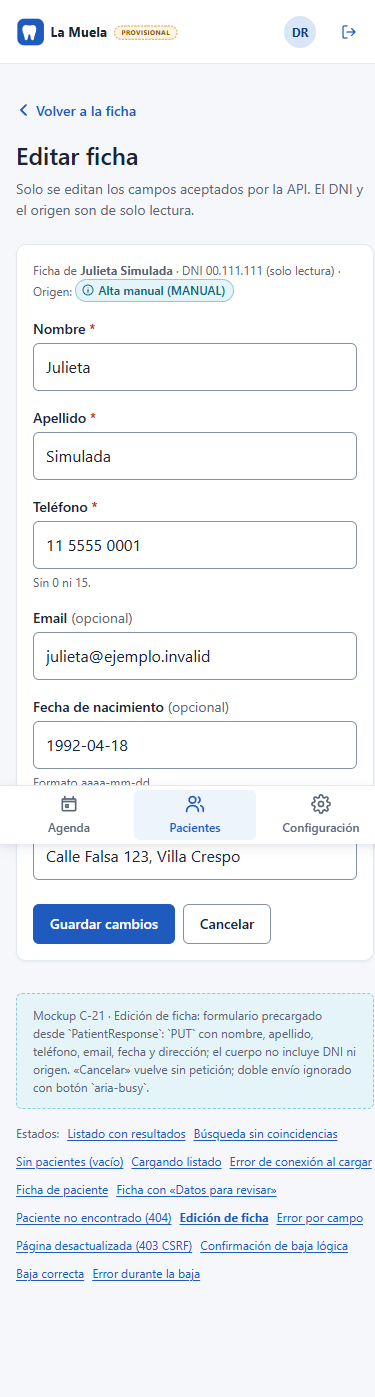 La Muela PROVISIONAL DR
Volver a la ficha
Editar ficha
Solo se editan los campos aceptados por la API. El DNI y
el origen son de solo lectura.
Ficha de Julieta Simulada · DNI 00.111.111 (solo lectura) ·
Origen: Alta manual (MANUAL)
Nombre *
Julieta
Apellido *
Simulada
Teléfono *
11 5555 0001
Sin 0 ni 15.
Email (opcional)
julieta@ejemplo.invalid
Fecha de nacimiento (opcional)
1992-04-18
Formato aaaa-mm-dd
Agenda Pacientes Configuración
Calle Falsa 123, Villa Crespo
Guardar cambios Cancelar
Mockup C-21 · Edición de ficha: formulario precargado
desde `PatientResponse`: `PUT` con nombre, apellido,
teléfono, email, fecha y dirección; el cuerpo no incluye DNI ni
origen. «Cancelar» vuelve sin petición; doble envío ignorado
con botón `aria-busy`.
Estados: Listado con resultados Búsqueda sin coincidencias
Sin pacientes (vacío) Cargando listado Error de conexión al cargar
Ficha de paciente Ficha con «Datos para revisar»
Paciente no encontrado (404) Edición de ficha Error por campo
Página desactualizada (403 CSRF) Confirmación de baja lógica
Baja correcta Error durante la baja